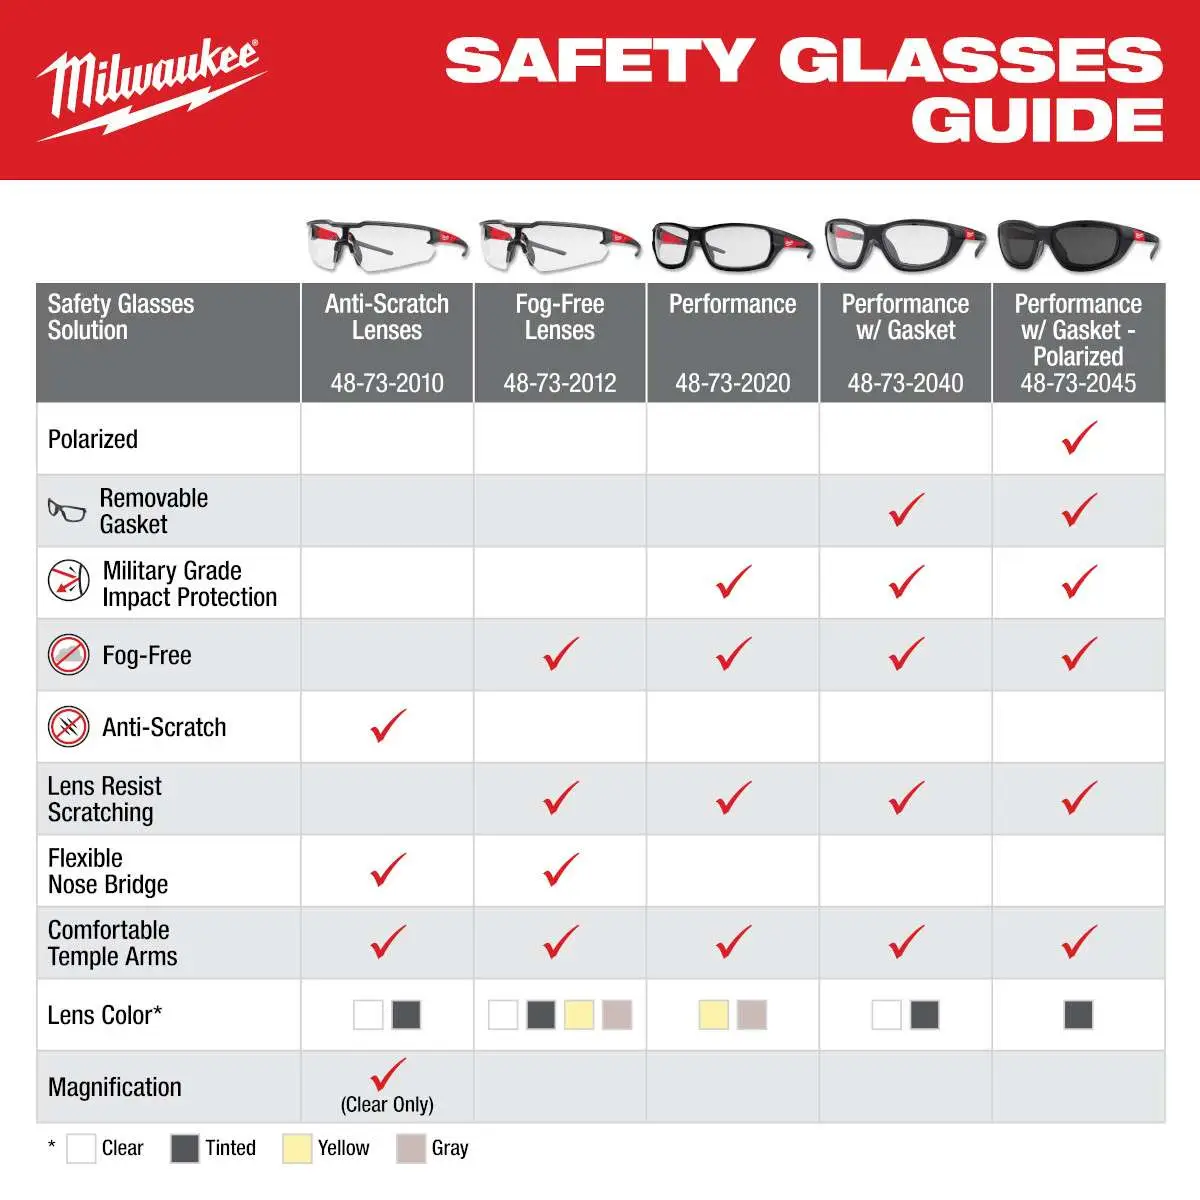 Milwaukee®
SAFETY GLASSES
GUIDE
Safety Glasses
Solution
Anti-Scratch
Lenses
48-73-2010
Fog-Free
Lenses
48-73-2012
Performance
48-73-2020
Performance
w/ Gasket
48-73-2040
Performance
w/ Gasket -
Polarized
48-73-2045
Polarized
Removable
Gasket
Military Grade
Impact Protection
Fog-Free
Anti-Scratch
Lens Resist
Scratching
Flexible
Nose Bridge
Comfortable
Temple Arms
Lens Color*
Magnification
(Clear Only)
* Clear Tinted Yellow Gray